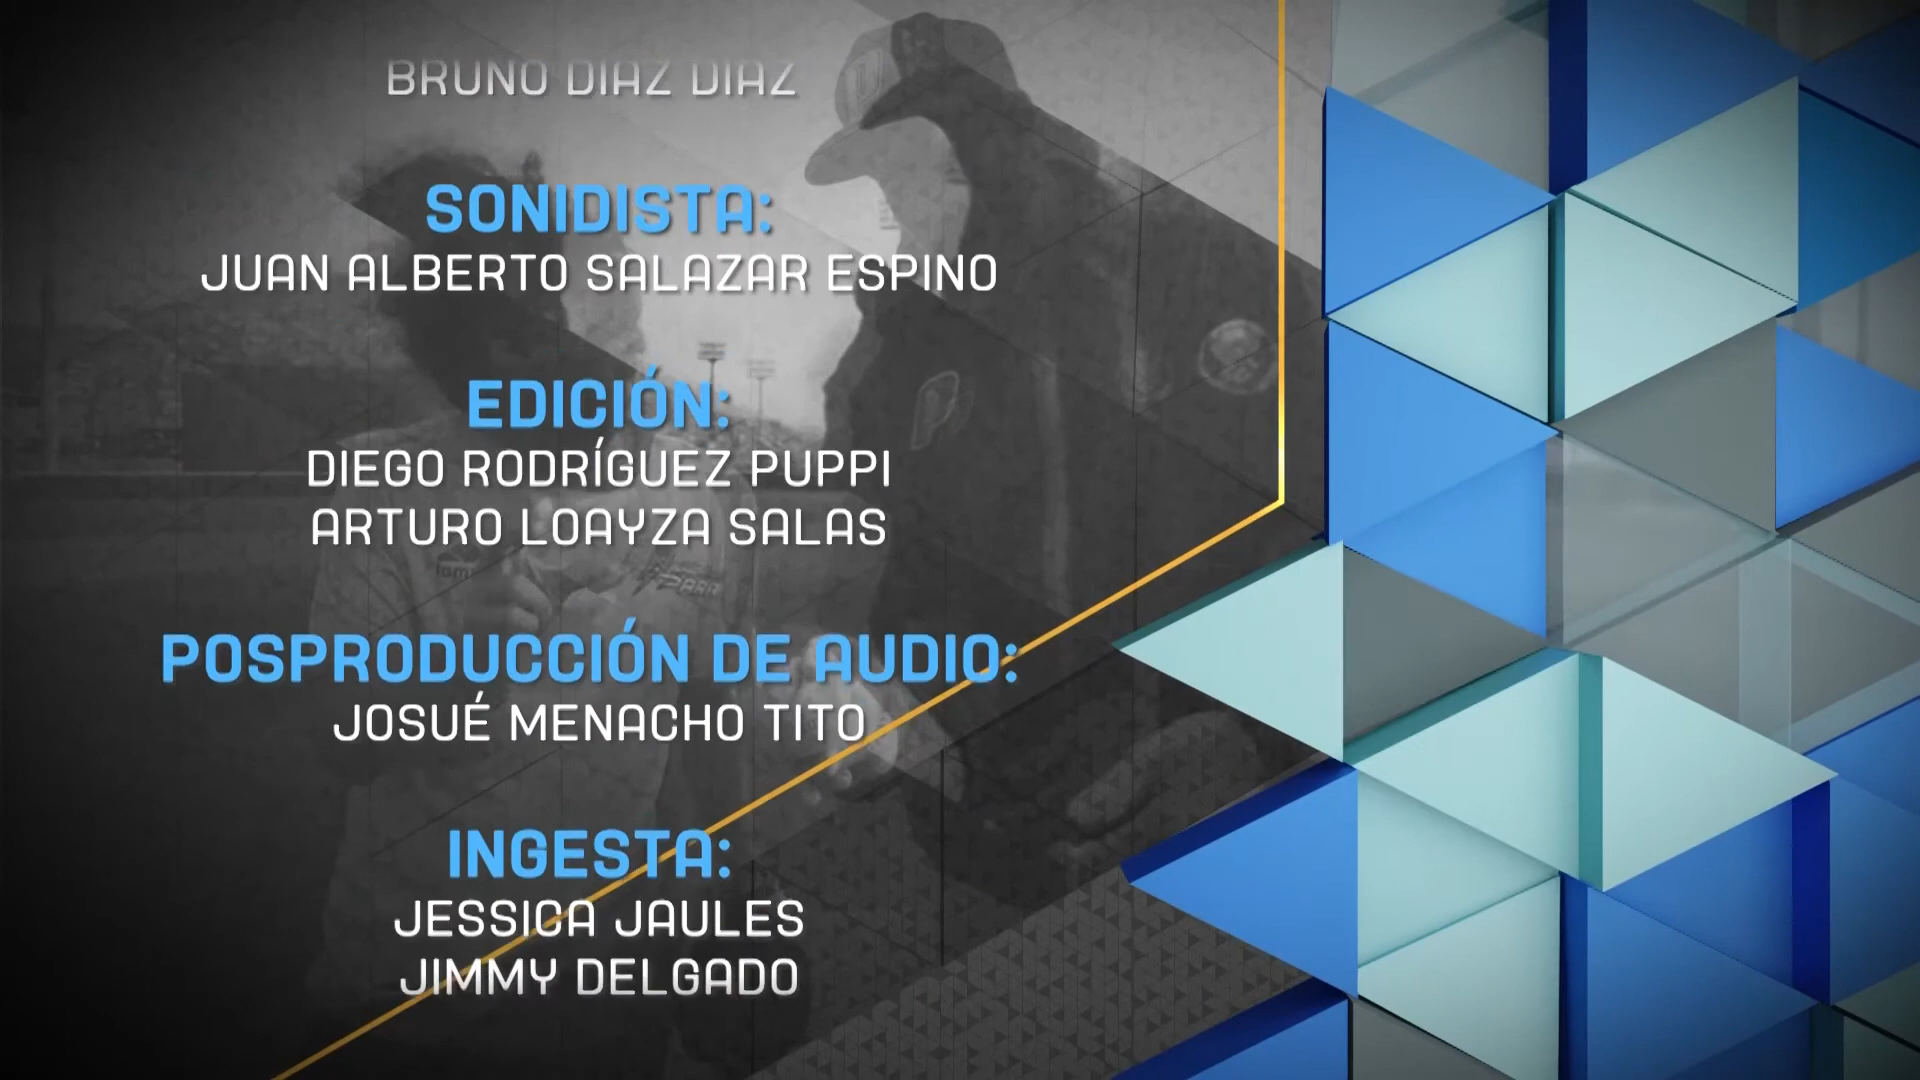 BRUNO DIAZ DIAZ
SONIDISTA:
JUAN ALBERTO SALAZAR ESPINO
EDICIÓN:
DIEGO RODRÍGUEZ PUPPI
ARTURO LOAYZA SALAS
POSPRODUCCIÓN DE AUDIO:
JOSUÉ MENACHO TITO
INGESTA:
JESSICA JAULES
JIMMY DELGADO